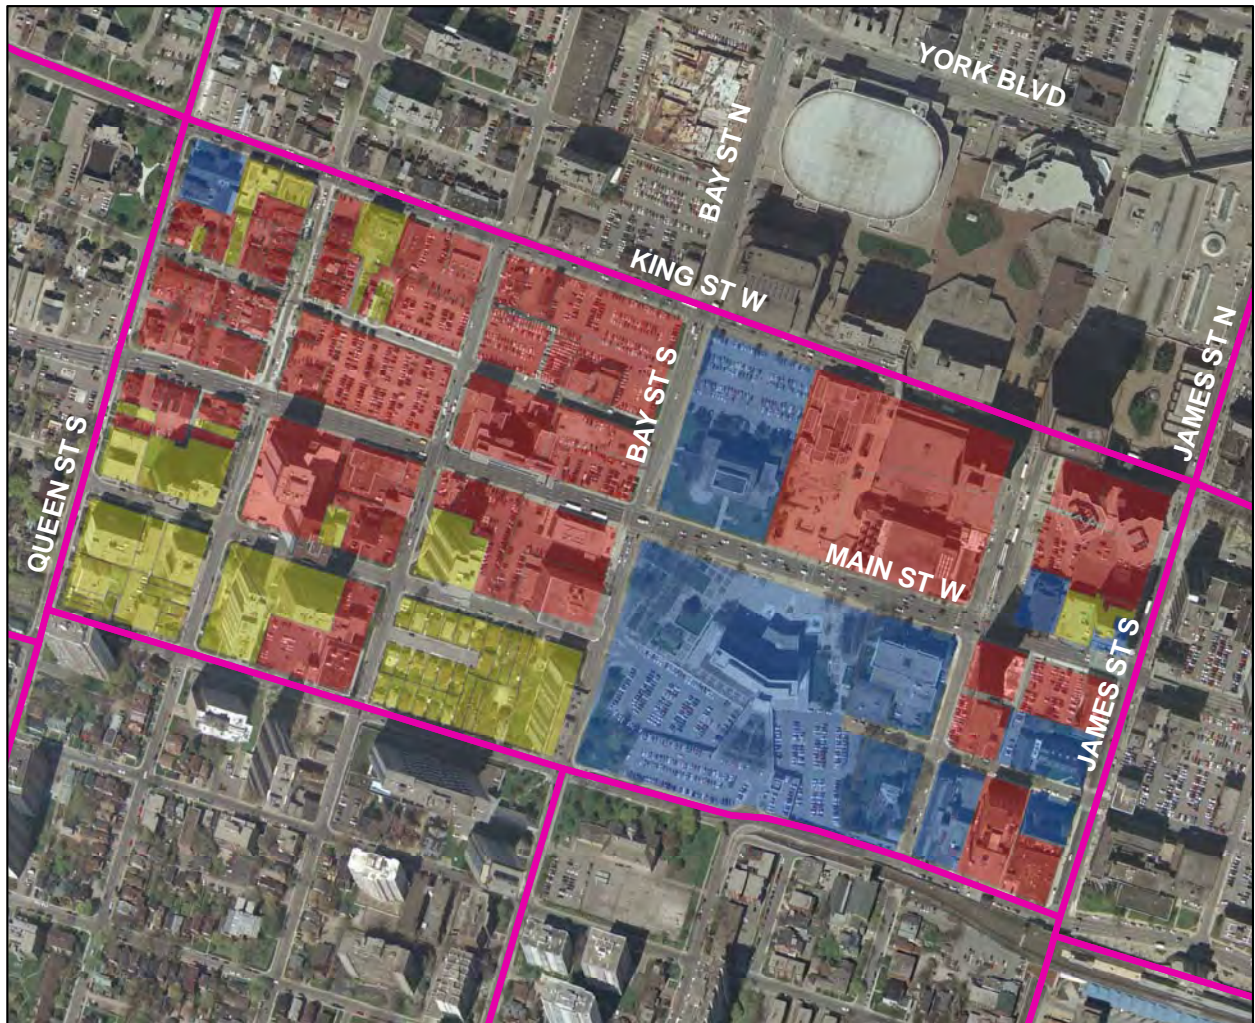 YORK BLVD
BAY ST N
KING ST W
JAMES ST N
BAY ST S
QUEEN ST S
MAIN ST W
JAMES ST S